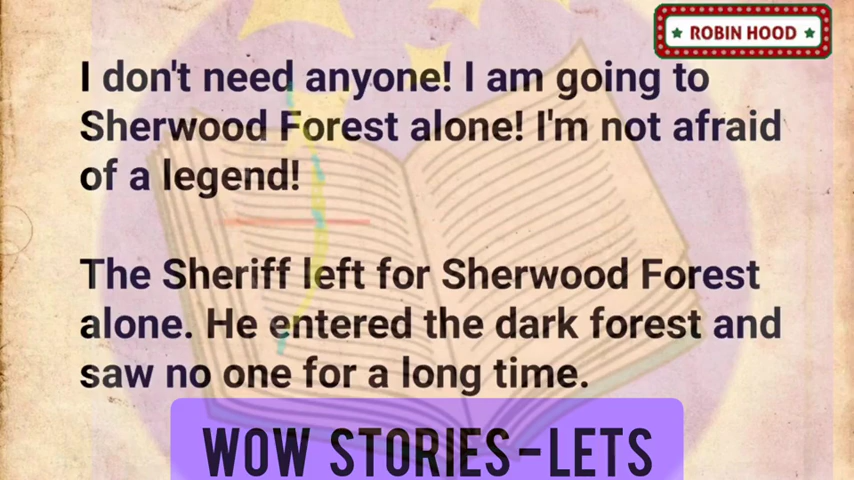 ★ ROBIN HOOD ★
I don't need anyone! I am going to
Sherwood Forest alone! I'm not afraid
of a legend!
The Sheriff left for Sherwood Forest
alone. He entered the dark forest and
saw no one for a long time.
WOW STORIES-LETS